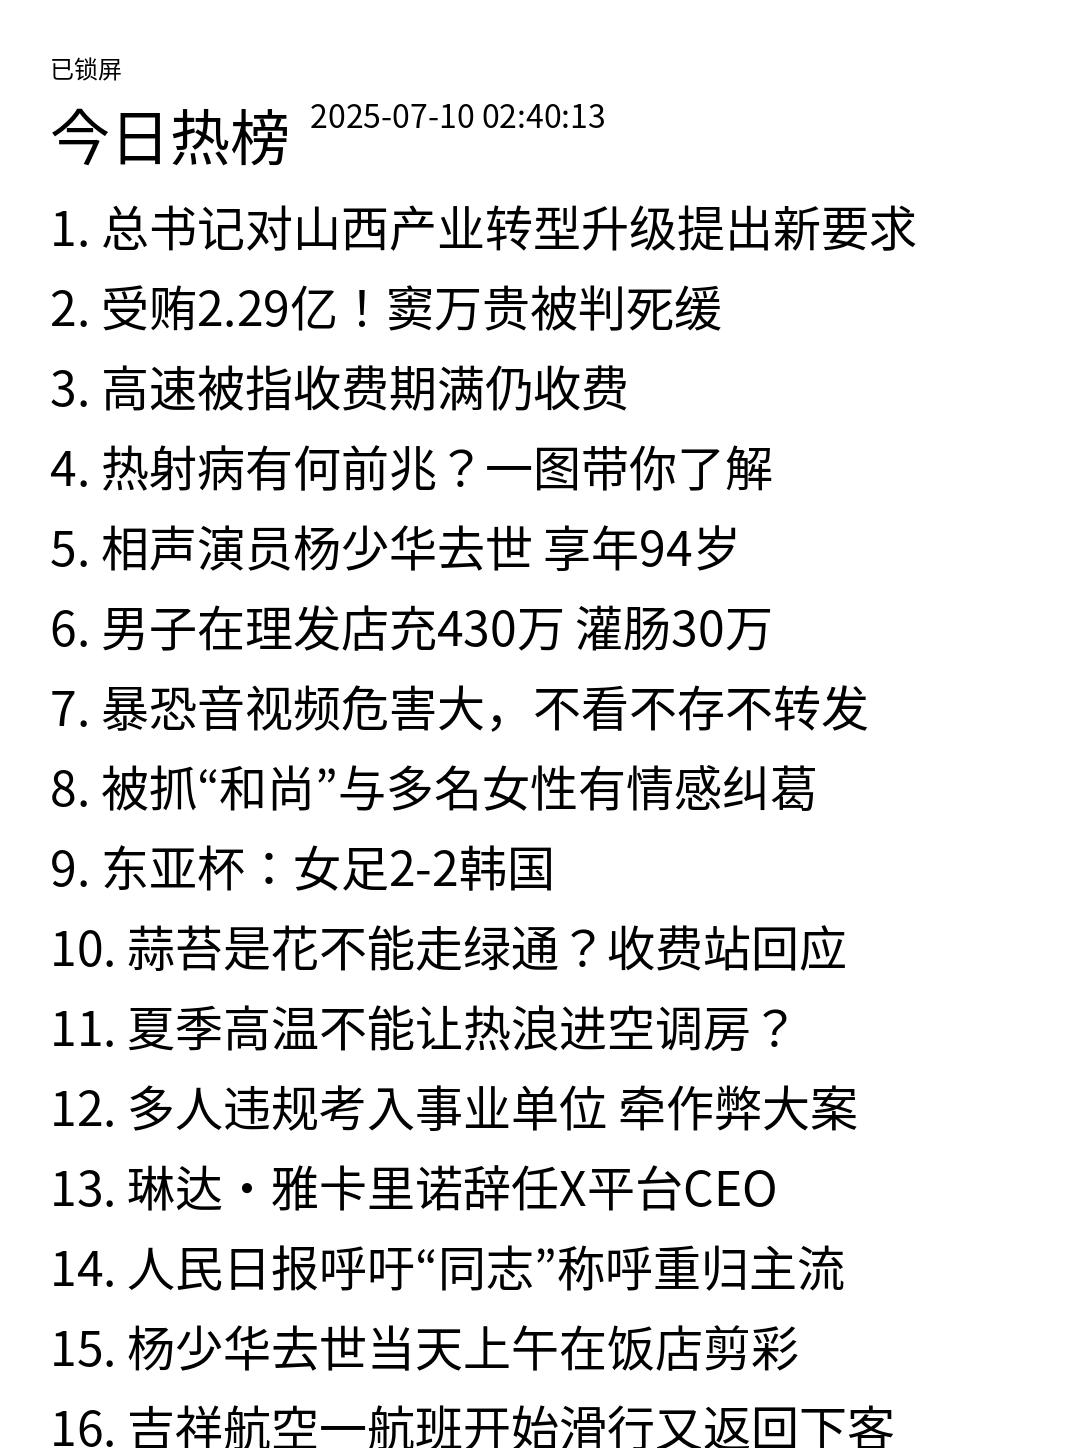 已锁屏
今日热榜 2025-07-10 02:40:13
1. 总书记对山西产业转型升级提出新要求
2. 受贿2.29亿！窦万贵被判死缓
3. 高速被指收费期满仍收费
4. 热射病有何前兆？一图带你了解
5. 相声演员杨少华去世 享年94岁
6. 男子在理发店充430万 灌肠30万
7. 暴恐音视频危害大，不看不存不转发
8. 被抓“和尚”与多名女性有情感纠葛
9. 东亚杯：女足2-2韩国
10. 蒜苔是花不能走绿通？收费站回应
11. 夏季高温不能让热浪进空调房？
12. 多人违规考入事业单位 牵作弊大案
13. 琳达・雅卡里诺辞任X平台CEO
14. 人民日报呼吁“同志”称呼重归主流
15. 杨少华去世当天上午在饭店剪彩
16. 吉祥航空一航班开始滑行又返回下客